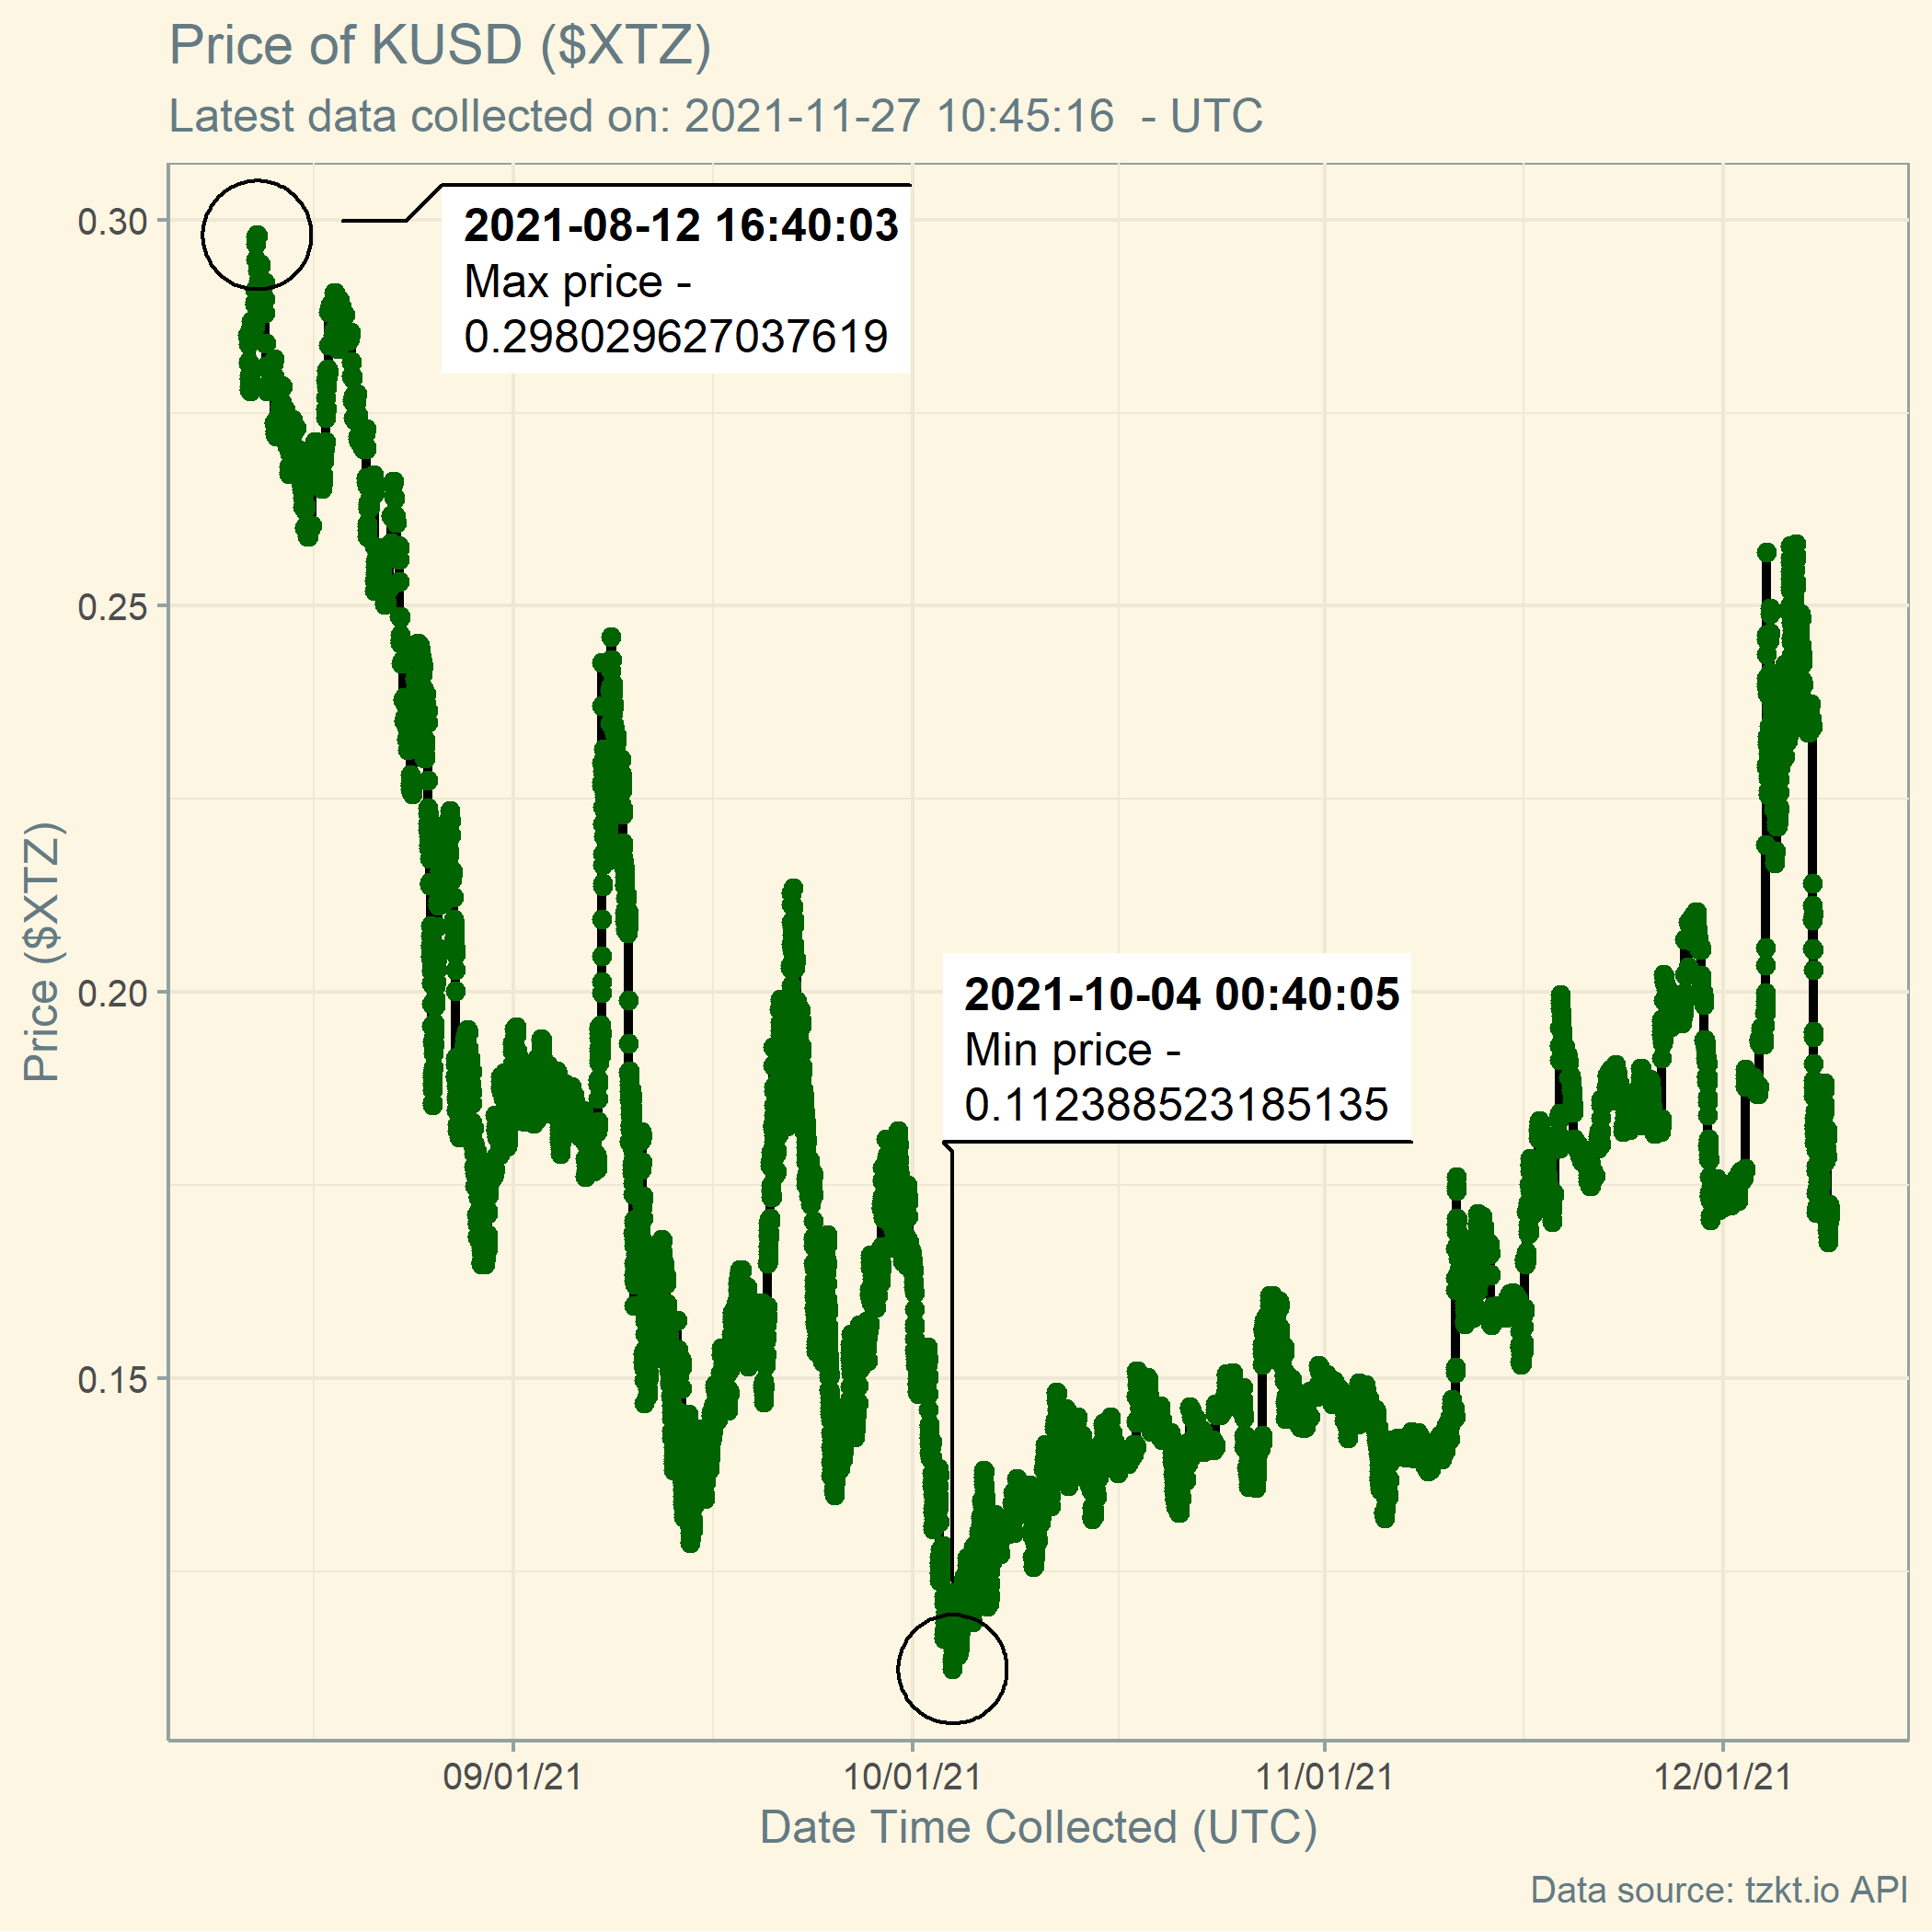 Price of KUSD ($XTZ)
Latest data collected on: 2021-11-27 10:45:16  - UTC
0.30
0.25
0.20
0.15
Price ($XTZ)
2021-08-12 16:40:03
Max price -
0.298029627037619
2021-10-04 00:40:05
Min price -
0.112388523185135
09/01/21
10/01/21
11/01/21
12/01/21
Date Time Collected (UTC)
Data source: tzkt.io API